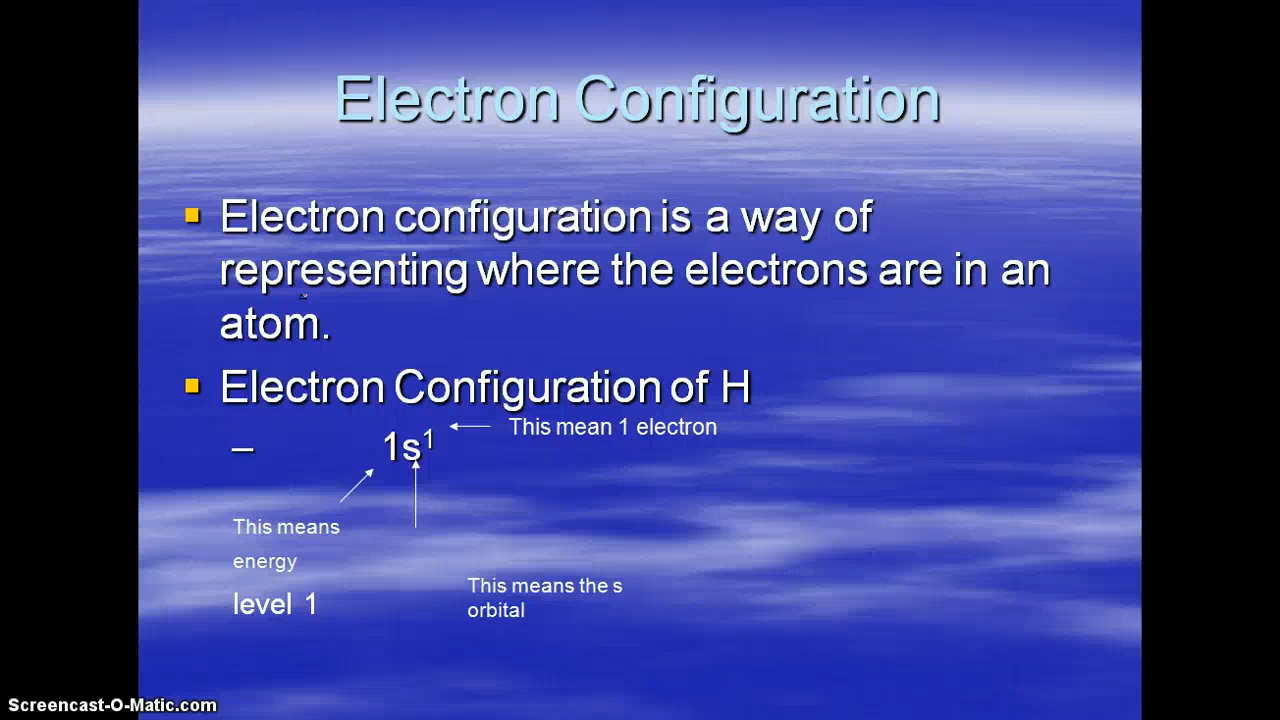 Electron Configuration
▪ Electron configuration is a way of
representing where the electrons are in an
atom.
▪ Electron Configuration of H
– 1s¹
This mean 1 electron
This means
energy
level 1
This means the s
orbital
Screencast-O-Matic.com